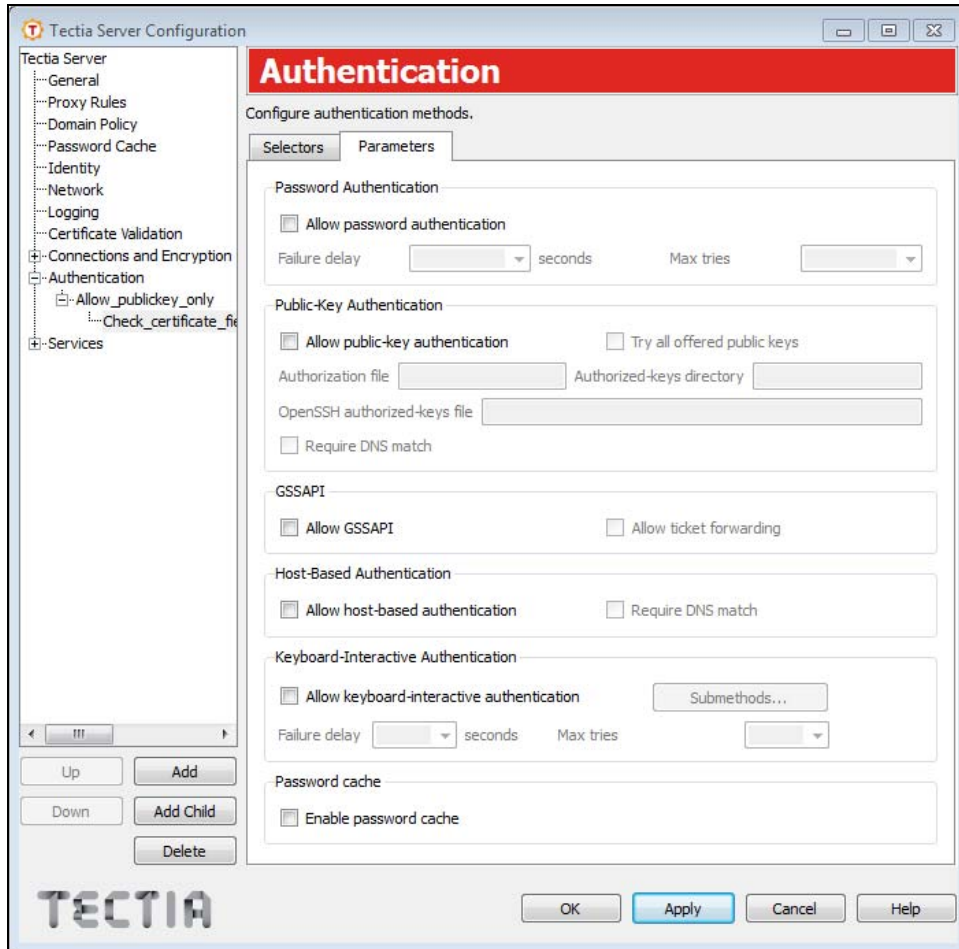 Tectia Server Configuration
Tectia Server
General
Proxy Rules
Domain Policy
Password Cache
Identity
Network
Logging
Certificate Validation
Connections and Encryption
Authentication
Allow_publickey_only
Check_certificate_fie
Services
Up
Add
Down
Add Child
Delete
Authentication
Configure authentication methods.
Selectors
Parameters
Password Authentication
Allow password authentication
Failure delay seconds Max tries
Public-Key Authentication
Allow public-key authentication Try all offered public keys
Authorization file Authorized-keys directory
OpenSSH authorized-keys file
Require DNS match
GSSAPI
Allow GSSAPI Allow ticket forwarding
Host-Based Authentication
Allow host-based authentication Require DNS match
Keyboard-Interactive Authentication
Allow keyboard-interactive authentication Submethods...
Failure delay seconds Max tries
Password cache
Enable password cache
TECTIA
OK
Apply
Cancel
Help